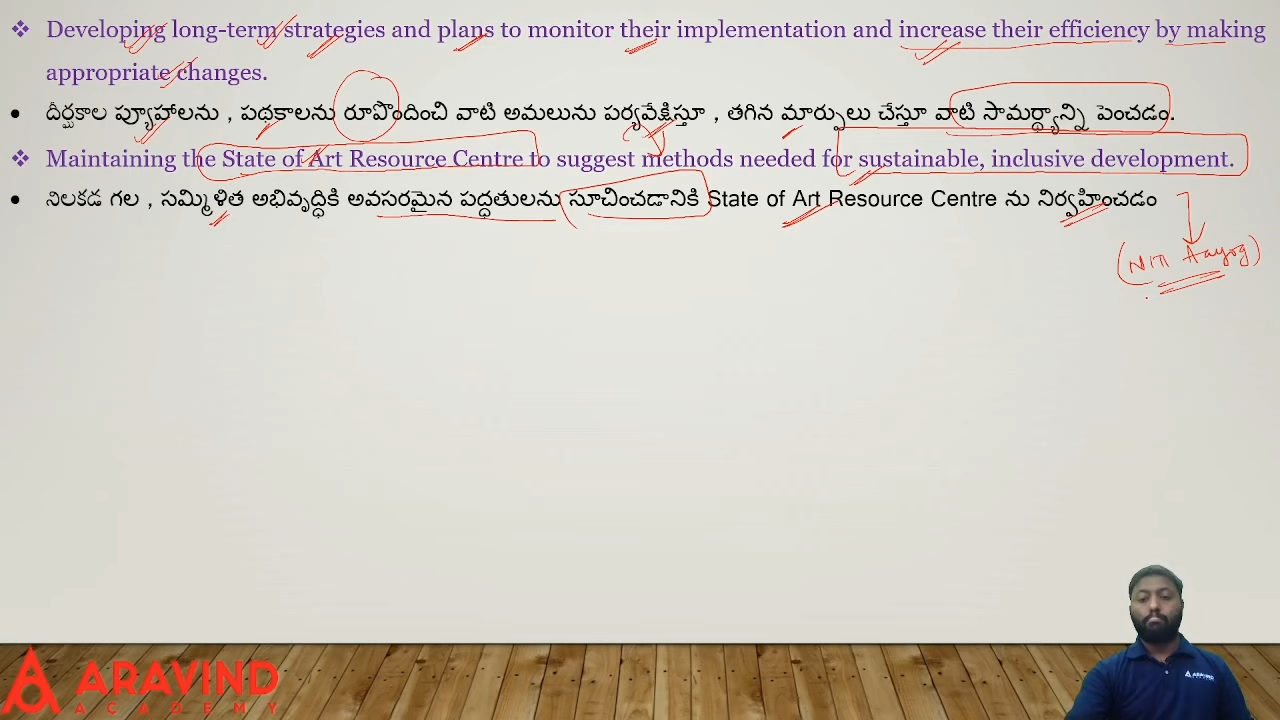 ❖ Developing long-term strategies and plans to monitor their implementation and increase their efficiency by making
appropriate changes.
• దీర్ఘకాల వ్యూహాలను , పథకాలను రూపొందించి వాటి అమలును పర్యవేక్షిస్తూ , తగిన మార్పులు చేస్తూ వాటి సామర్థ్యాన్ని పెంచడం.
❖ Maintaining the State of Art Resource Centre to suggest methods needed for sustainable, inclusive development.
• నిలకడ గల , సమ్మిళిత అభివృద్ధికి అవసరమైన పద్ధతులను సూచించడానికి State of Art Resource Centre ను నిర్వహించడం
(NITI Aayog)
ARAVIND
ACADEMY
ARAVIND